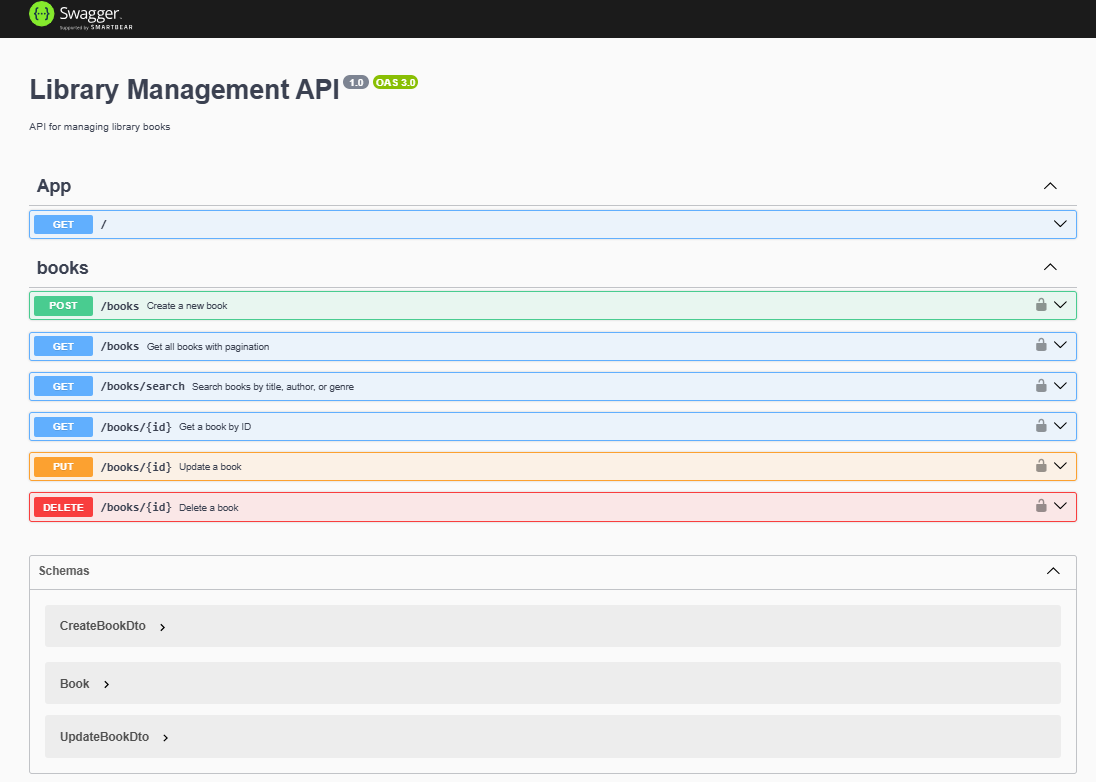 {···} Swagger.
Supported by SMARTBEAR
Library Management API 1.0 OAS 3.0
API for managing library books
App
GET /
books
POST /books Create a new book
GET /books Get all books with pagination
GET /books/search Search books by title, author, or genre
GET /books/{id} Get a book by ID
PUT /books/{id} Update a book
DELETE /books/{id} Delete a book
Schemas
CreateBookDto
Book
UpdateBookDto